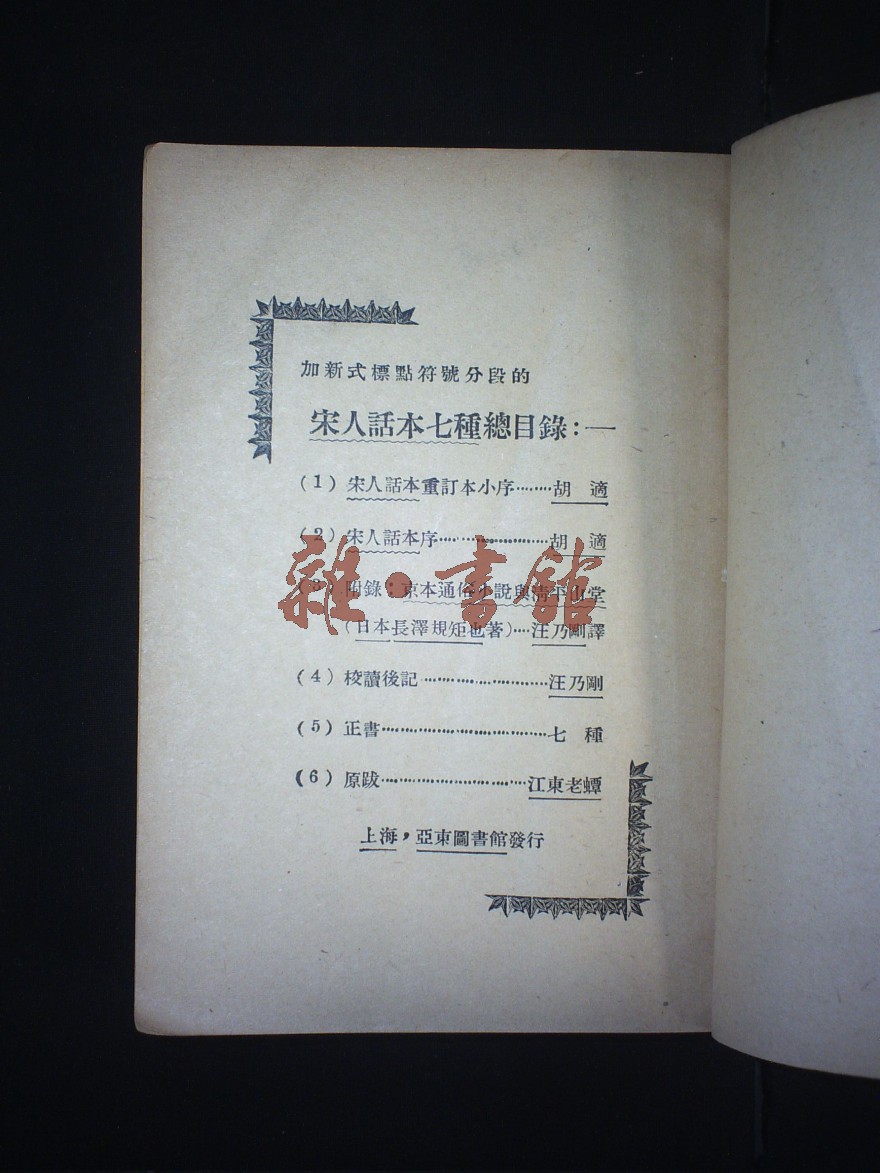 加新式標點符號分段的
宋人話本七種總目錄：—
(1) 宋人話本重訂本小序………胡適
(2) 宋人話本序…………………胡適
(3) 附錄：京本通俗小說與清平山堂
(日本長澤規矩也著)…汪乃剛譯
(4) 校讀後記…………………汪乃剛
(5) 正書………………………七種
(6) 原跋……………………江東老蟫
上海，亞東圖書館發行
雜·書館